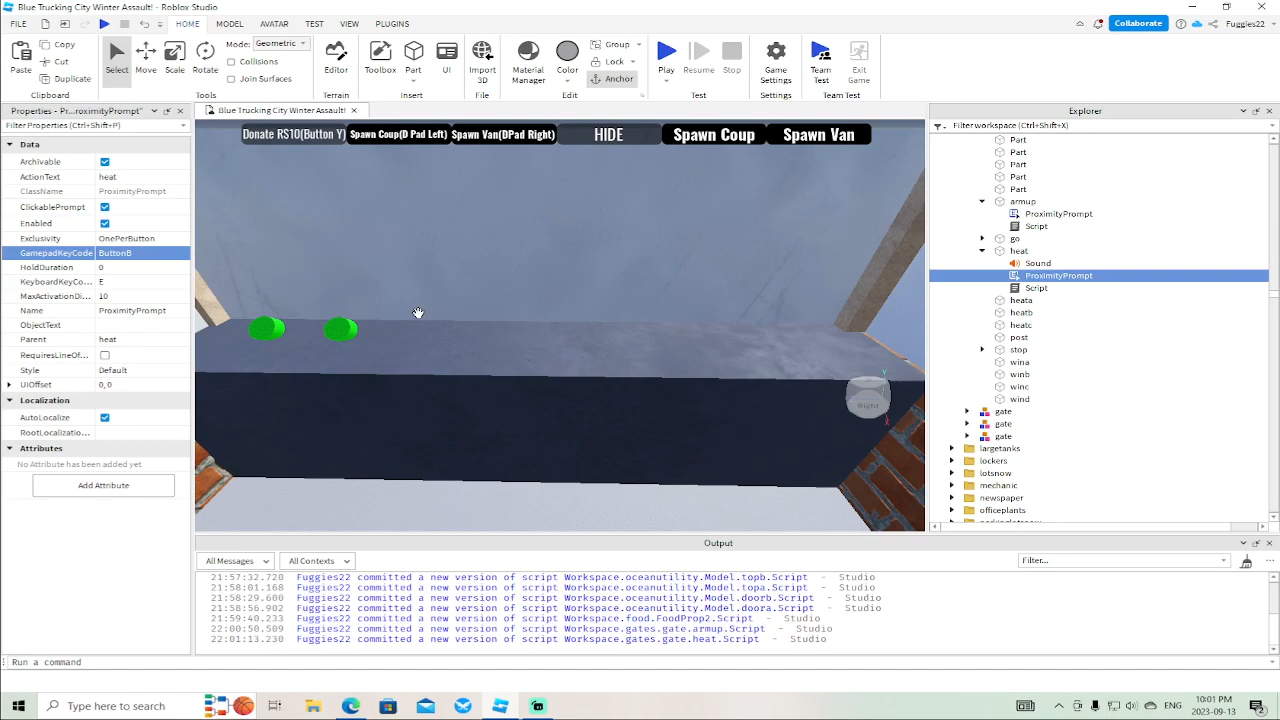 Blue Trucking City Winter Assault! - Roblox Studio
FILE HOME MODEL AVATAR TEST VIEW PLUGINS Collaborate Fuggies22
Paste Copy Cut Duplicate Clipboard
Select Move Scale Rotate Mode: Geometric Collisions Join Surfaces Tools
Editor Terrain
Toolbox Part UI Insert
Import 3D File
Material Manager Color Group Lock Anchor Edit
Play Resume Stop Test
Game Settings Settings
Team Test Exit Game Team Test
Properties - Pr...roximityPrompt"
Filter Properties (Ctrl+Shift+P)
Data
Archivable
ActionText heat
ClassName ProximityPrompt
ClickablePrompt
Enabled
Exclusivity OnePerButton
GamepadKeyCode ButtonB
HoldDuration 0
KeyboardKeyCo... E
MaxActivationDi... 10
Name ProximityPrompt
ObjectText
Parent heat
RequiresLineOf...
Style Default
UIOffset 0, 0
Localization
AutoLocalize
RootLocalizatio...
Attributes
No Attribute has been added yet
Add Attribute
Blue Trucking City Winter Assault!
Donate RS10(Button Y) Spawn Coup(D Pad Left) Spawn Van(DPad Right) HIDE Spawn Coup Spawn Van
Right
Y
X
Explorer
Filter workspace (Ctrl+Shift+X)
Part
Part
Part
Part
Part
armup
ProximityPrompt
Script
go
heat
Sound
ProximityPrompt
Script
heata
heatb
heatc
post
stop
wina
winb
winc
wind
gate
gate
gate
largetanks
lockers
lotsnow
mechanic
newspaper
officeplants
Output
All Messages All Contexts Filter...
21:57:32.720 Fuggies22 committed a new version of script Workspace.oceanutility.Model.topb.Script - Studio
21:58:01.168 Fuggies22 committed a new version of script Workspace.oceanutility.Model.topa.Script - Studio
21:58:29.600 Fuggies22 committed a new version of script Workspace.oceanutility.Model.doorb.Script - Studio
21:58:56.902 Fuggies22 committed a new version of script Workspace.oceanutility.Model.doora.Script - Studio
21:59:40.233 Fuggies22 committed a new version of script Workspace.food.FoodProp2.Script - Studio
22:00:50.509 Fuggies22 committed a new version of script Workspace.gates.gate.armup.Script - Studio
22:01:13.230 Fuggies22 committed a new version of script Workspace.gates.gate.heat.Script - Studio
Run a command
Type here to search
ENG
10:01 PM
2023-09-13
2